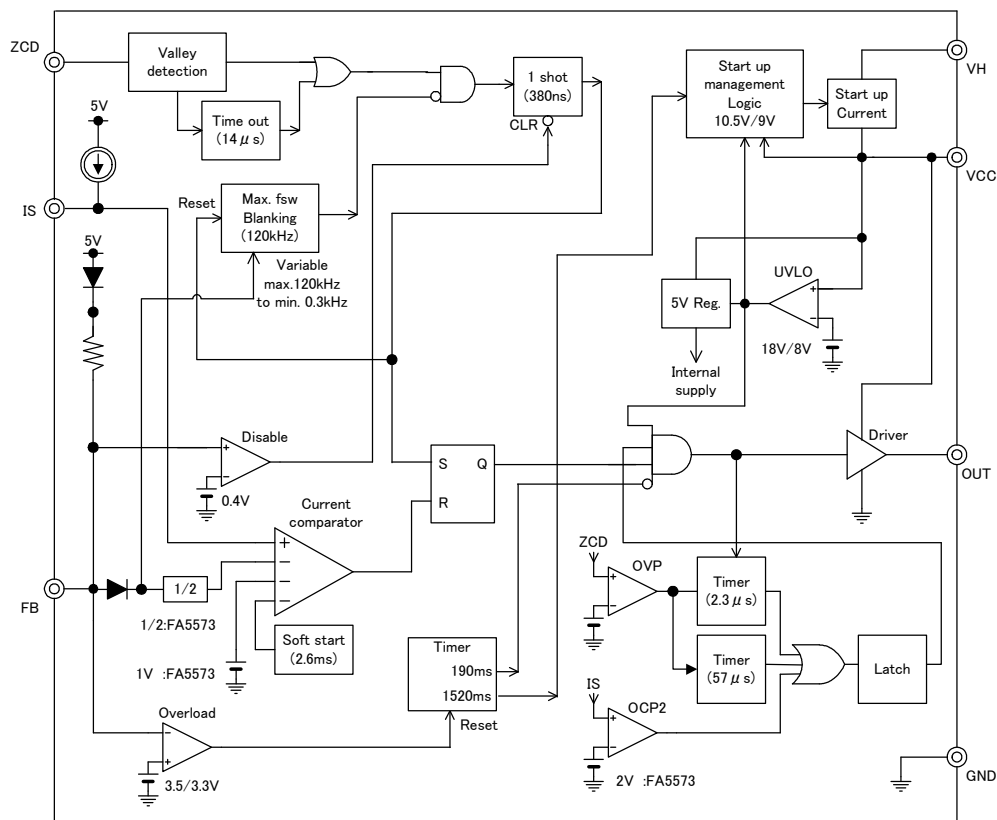 ZCD
Valley
detection
Time out
(14μs)
1 shot
(380ns)
CLR
Start up
management
Logic
10.5V/9V
Start up
Current
VH
VCC
5V
IS
Reset
Max. fsw
Blanking
(120kHz)
Variable
max.120kHz
to min. 0.3kHz
5V
5V Reg.
UVLO
+
−
18V/8V
Internal
supply
Disable
+
−
0.4V
S
Q
R
Driver
OUT
Current
comparator
+
−
−
−
FB
1/2
1/2:FA5573
1V :FA5573
Soft start
(2.6ms)
Timer
190ms
1520ms
Reset
Overload
−
+
3.5/3.3V
ZCD
OVP
+
−
Timer
(2.3μs)
Timer
(57μs)
Latch
IS
OCP2
+
−
2V :FA5573
GND